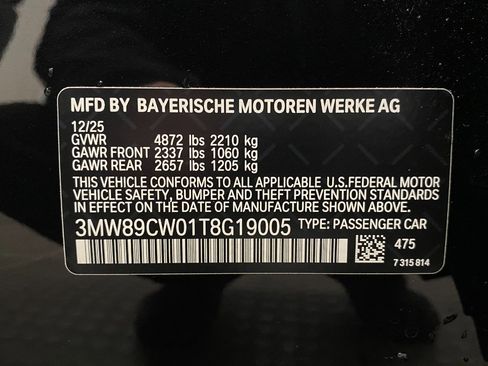 MFD BY BAYERISCHE MOTOREN WERKE AG
12/25
GVWR 4872 lbs 2210 kg
GAWR FRONT 2337 lbs 1060 kg
GAWR REAR 2657 lbs 1205 kg
THIS VEHICLE CONFORMS TO ALL APPLICABLE U.S.FEDERAL MOTOR
VEHICLE SAFETY, BUMPER AND THEFT PREVENTION STANDARDS
IN EFFECT ON THE DATE OF MANUFACTURE SHOWN ABOVE.
3MW89CW01T8G19005 TYPE: PASSENGER CAR
475
7 315 814